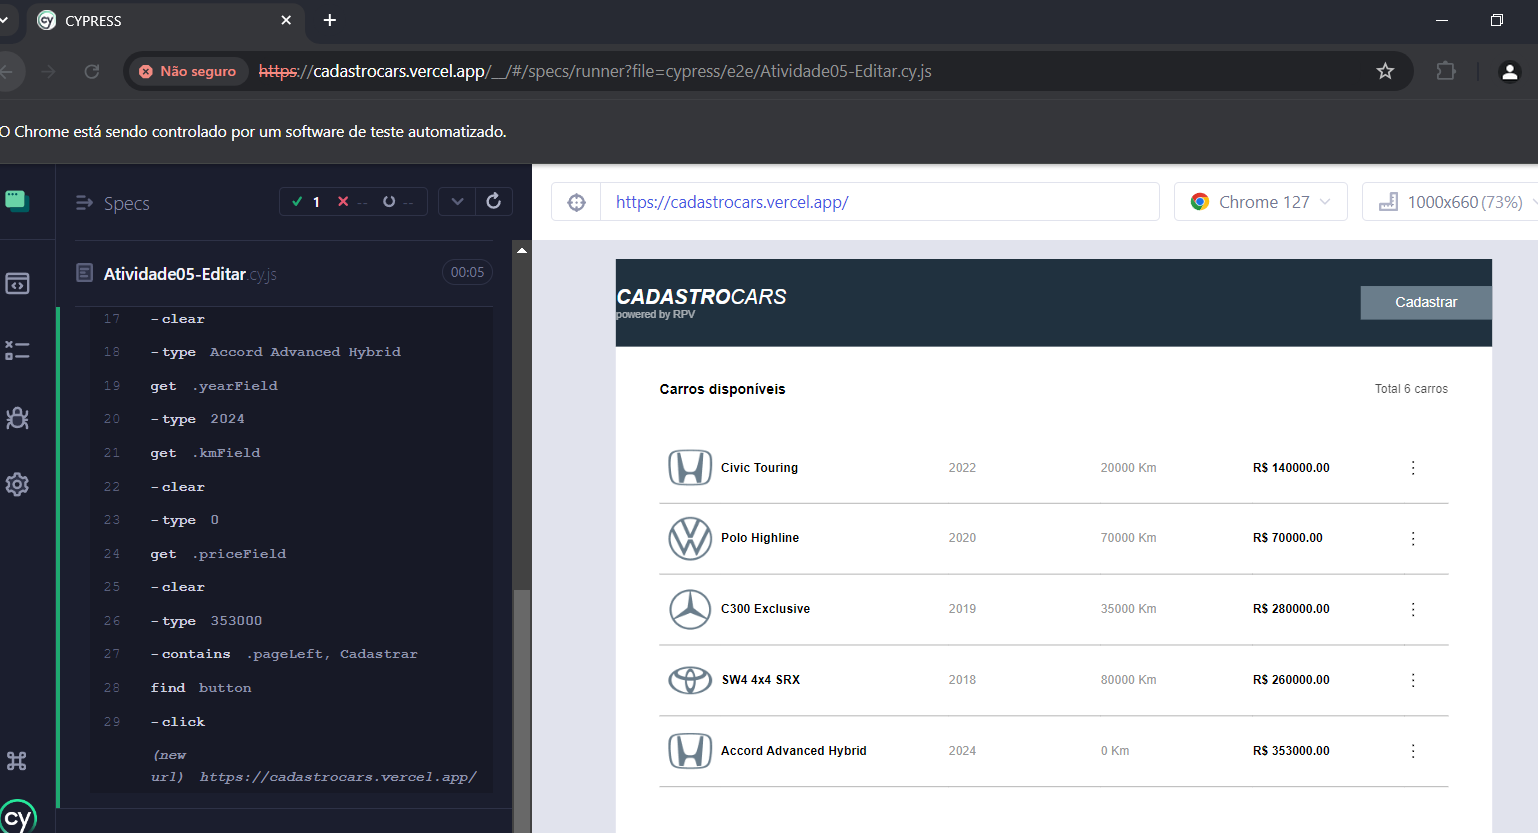 CYPRESS
Não seguro https://cadastrocars.vercel.app/__/#/specs/runner?file=cypress/e2e/Atividade05-Editar.cy.js
O Chrome está sendo controlado por um software de teste automatizado.
Specs 1 -- --
https://cadastrocars.vercel.app/
Chrome 127
1000x660 (73%)
Atividade05-Editar.cy.js 00:05
17 -clear
18 -type Accord Advanced Hybrid
19 get .yearField
20 -type 2024
21 get .kmField
22 -clear
23 -type 0
24 get .priceField
25 -clear
26 -type 353000
27 -contains .pageLeft, Cadastrar
28 find button
29 -click
(new
url) https://cadastrocars.vercel.app/
cy
CADASTROCARS
powered by RPV
Cadastrar
Carros disponíveis
Total 6 carros
Civic Touring 2022 20000 Km R$ 140000.00
Polo Highline 2020 70000 Km R$ 70000.00
C300 Exclusive 2019 35000 Km R$ 280000.00
SW4 4x4 SRX 2018 80000 Km R$ 260000.00
Accord Advanced Hybrid 2024 0 Km R$ 353000.00